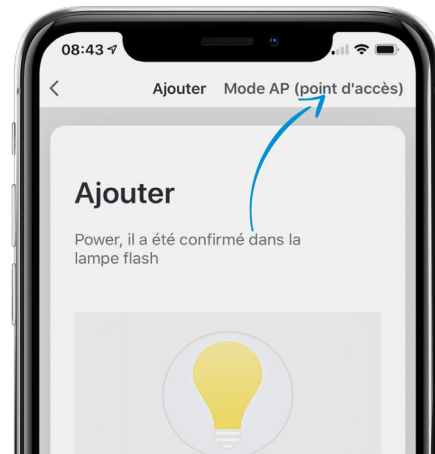 08:43
Ajouter Mode AP (point d'accès)
Ajouter
Power, il a été confirmé dans la
lampe flash